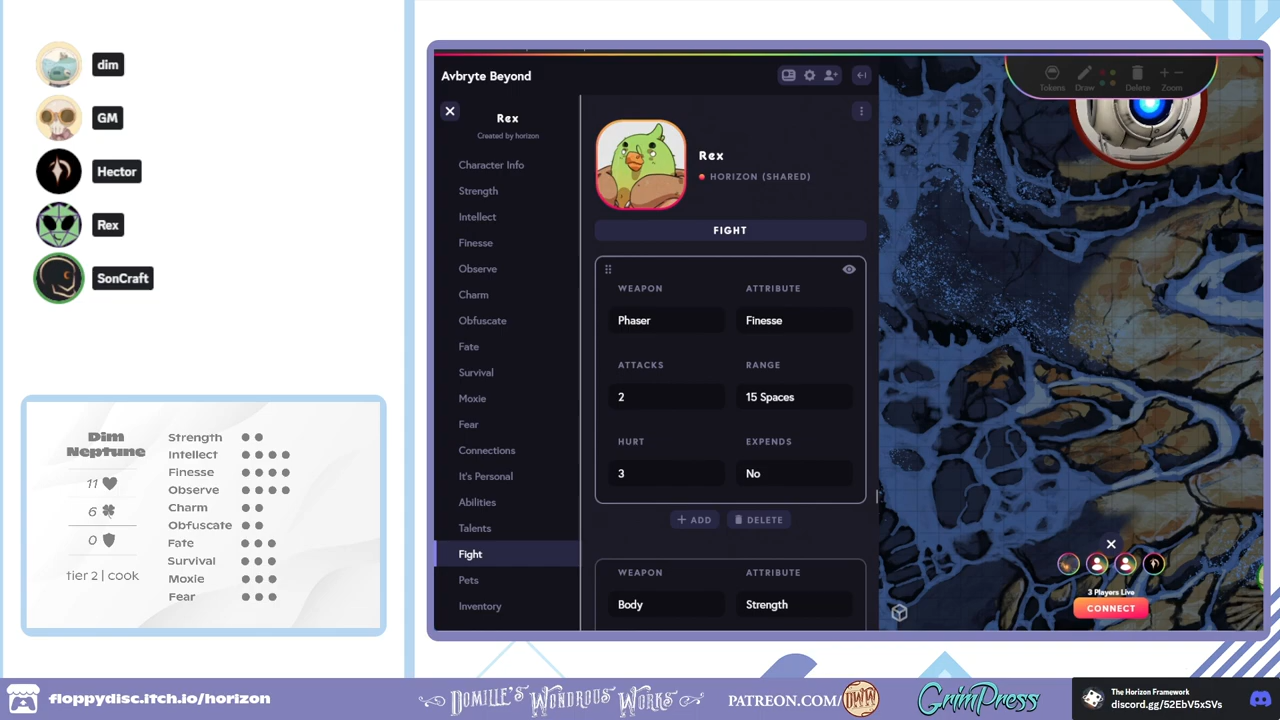 dim
GM
Hector
Rex
SonCraft
Dim
Neptune
11
6
0
tier 2 | cook
Strength
Intellect
Finesse
Observe
Charm
Obfuscate
Fate
Survival
Moxie
Fear
Avbryte Beyond
Rex
Created by horizon
Character Info
Strength
Intellect
Finesse
Observe
Charm
Obfuscate
Fate
Survival
Moxie
Fear
Connections
It's Personal
Abilities
Talents
Fight
Pets
Inventory
Rex
HORIZON (SHARED)
FIGHT
WEAPON ATTRIBUTE
Phaser Finesse
ATTACKS RANGE
2 15 Spaces
HURT EXPENDS
3 No
+ ADD DELETE
WEAPON ATTRIBUTE
Body Strength
Tokens Draw Delete Zoom
3 Players Live
CONNECT
floppydisc.itch.io/horizon
DOMILLE'S WONDROUS WORKS
PATREON.COM/ DWW
GRIMPRESS
The Horizon Framework
discord.gg/52EbV5xSVs